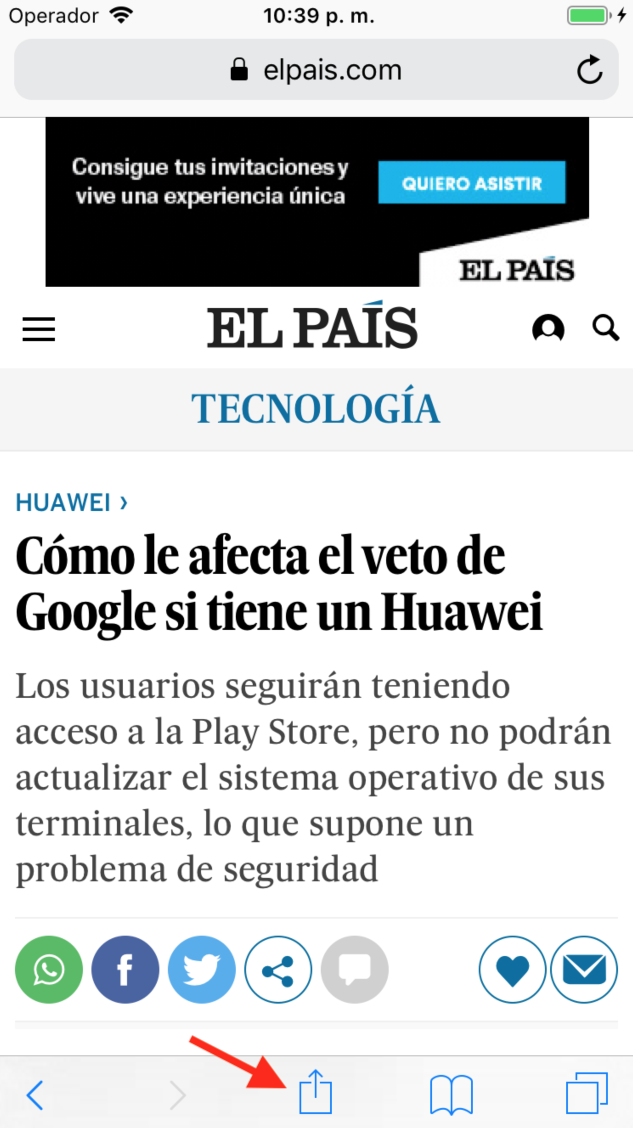 Operador 10:39 p. m.
elpais.com
Consigue tus invitaciones y
vive una experiencia única
QUIERO ASISTIR
EL PAÍS
EL PAÍS
TECNOLOGÍA
HUAWEI ›
Cómo le afecta el veto de
Google si tiene un Huawei
Los usuarios seguirán teniendo
acceso a la Play Store, pero no podrán
actualizar el sistema operativo de sus
terminales, lo que supone un
problema de seguridad
f